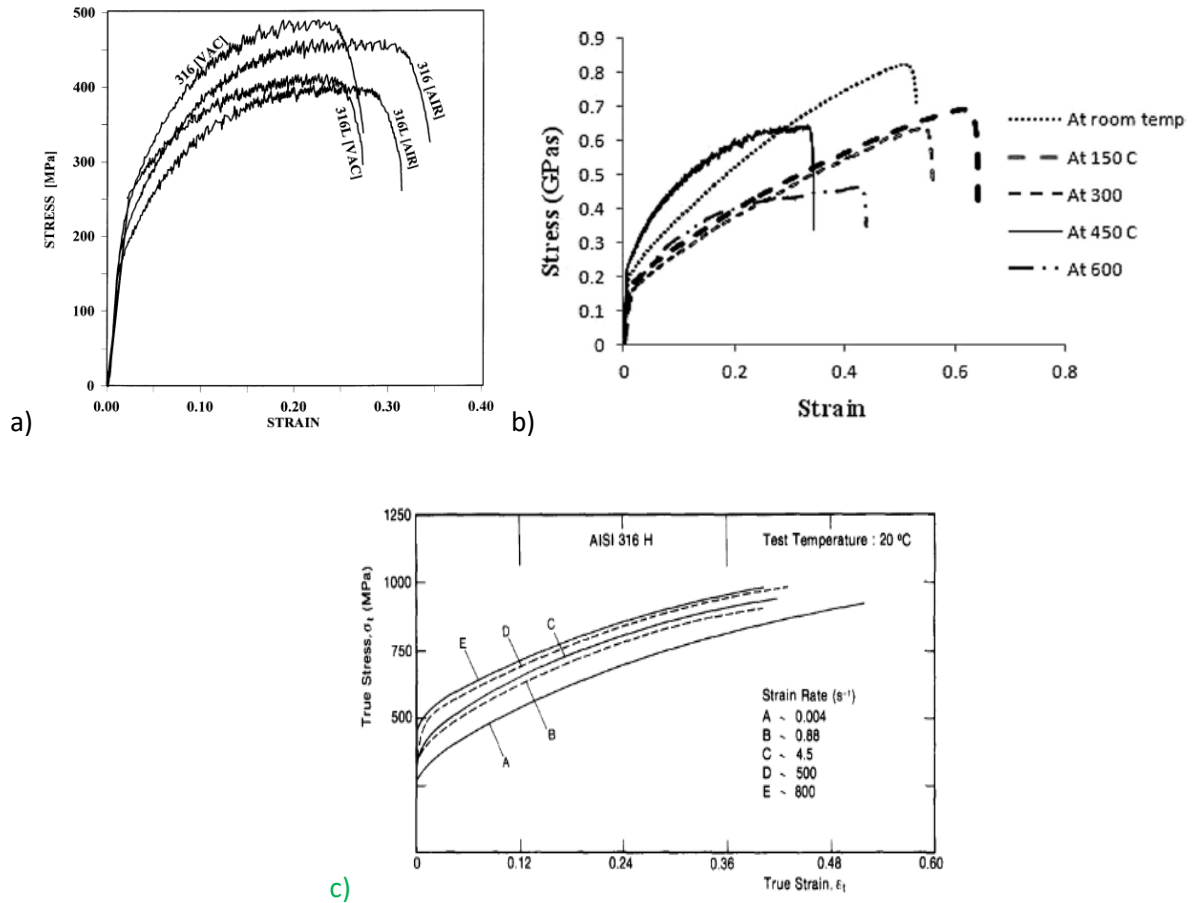 500
400
300
200
100
0
STRESS [MPa]
316 [VAC]
316 [AIR]
316L [VAC]
316L [AIR]
0.00 0.10 0.20 0.30 0.40
STRAIN
a)
0.9
0.8
0.7
0.6
0.5
0.4
0.3
0.2
0.1
0
Stress (GPas)
0 0.2 0.4 0.6 0.8
Strain
At room temp
At 150 C
At 300
At 450 C
At 600
b)
1250
1000
750
500
True Stress, σt (MPa)
AISI 316 H
Test Temperature : 20 ºC
E
D
C
B
A
Strain Rate (s⁻¹)
A ~ 0.004
B ~ 0.88
C ~ 4.5
D ~ 500
E ~ 800
0 0.12 0.24 0.36 0.48 0.60
True Strain, εt
c)